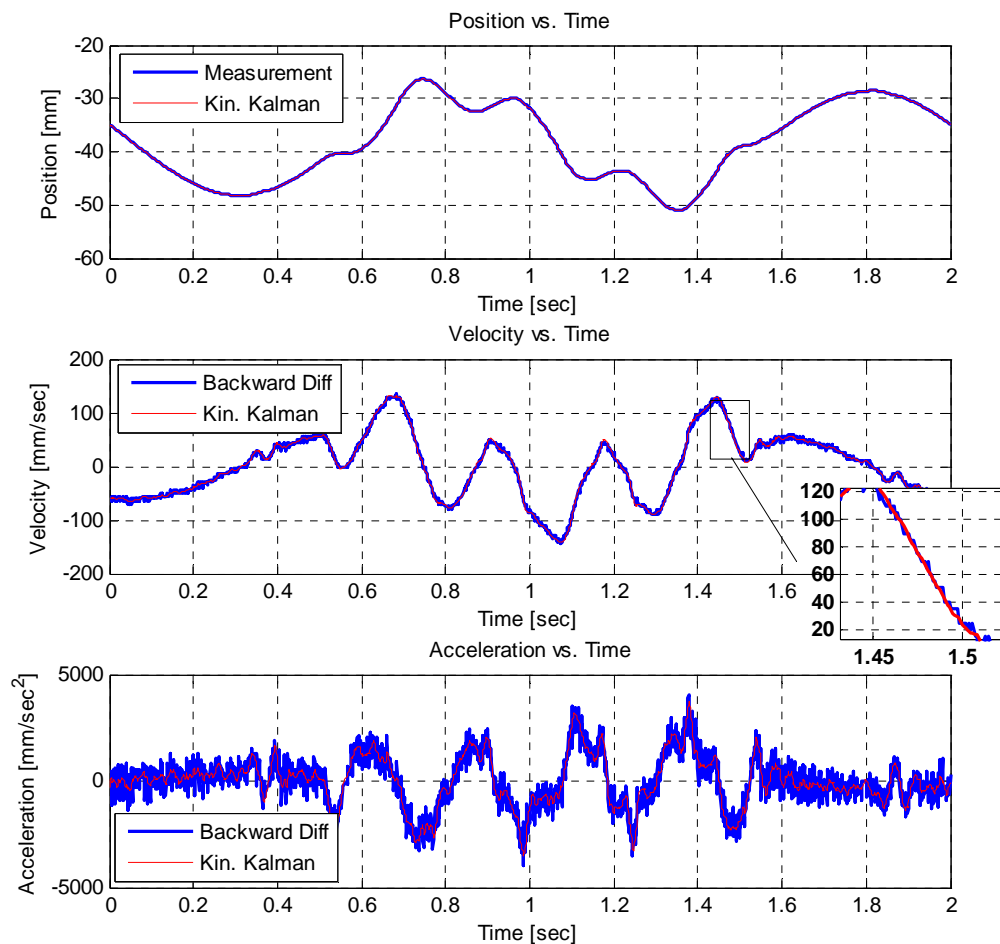 Position vs. Time
Position [mm]
-20
-30
-40
-50
-60
Measurement
Kin. Kalman
0 0.2 0.4 0.6 0.8 1 1.2 1.4 1.6 1.8 2
Time [sec]
Velocity vs. Time
Velocity [mm/sec]
200
100
0
-100
-200
Backward Diff
Kin. Kalman
0 0.2 0.4 0.6 0.8 1 1.2 1.4 1.6
Time [sec]
120
100
80
60
40
20
1.45 1.5
Acceleration vs. Time
Acceleration [mm/sec²]
5000
0
-5000
Backward Diff
Kin. Kalman
0 0.2 0.4 0.6 0.8 1 1.2 1.4 1.6 1.8 2
Time [sec]